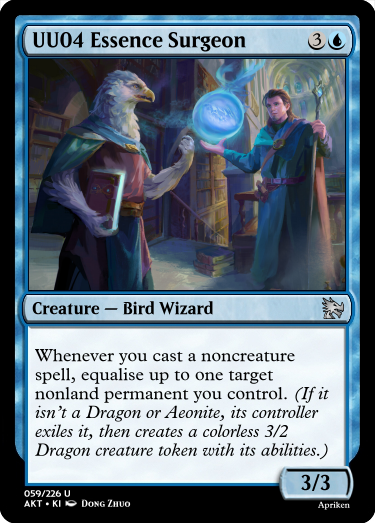 UU04 Essence Surgeon 3
Creature — Bird Wizard
Whenever you cast a noncreature
spell, equalise up to one target
nonland permanent you control. (If it
isn't a Dragon or Aeonite, its controller
exiles it, then creates a colorless 3/2
Dragon creature token with its abilities.)
3/3
059/226 U
AKT • KI Dong Zhuo
Apriken